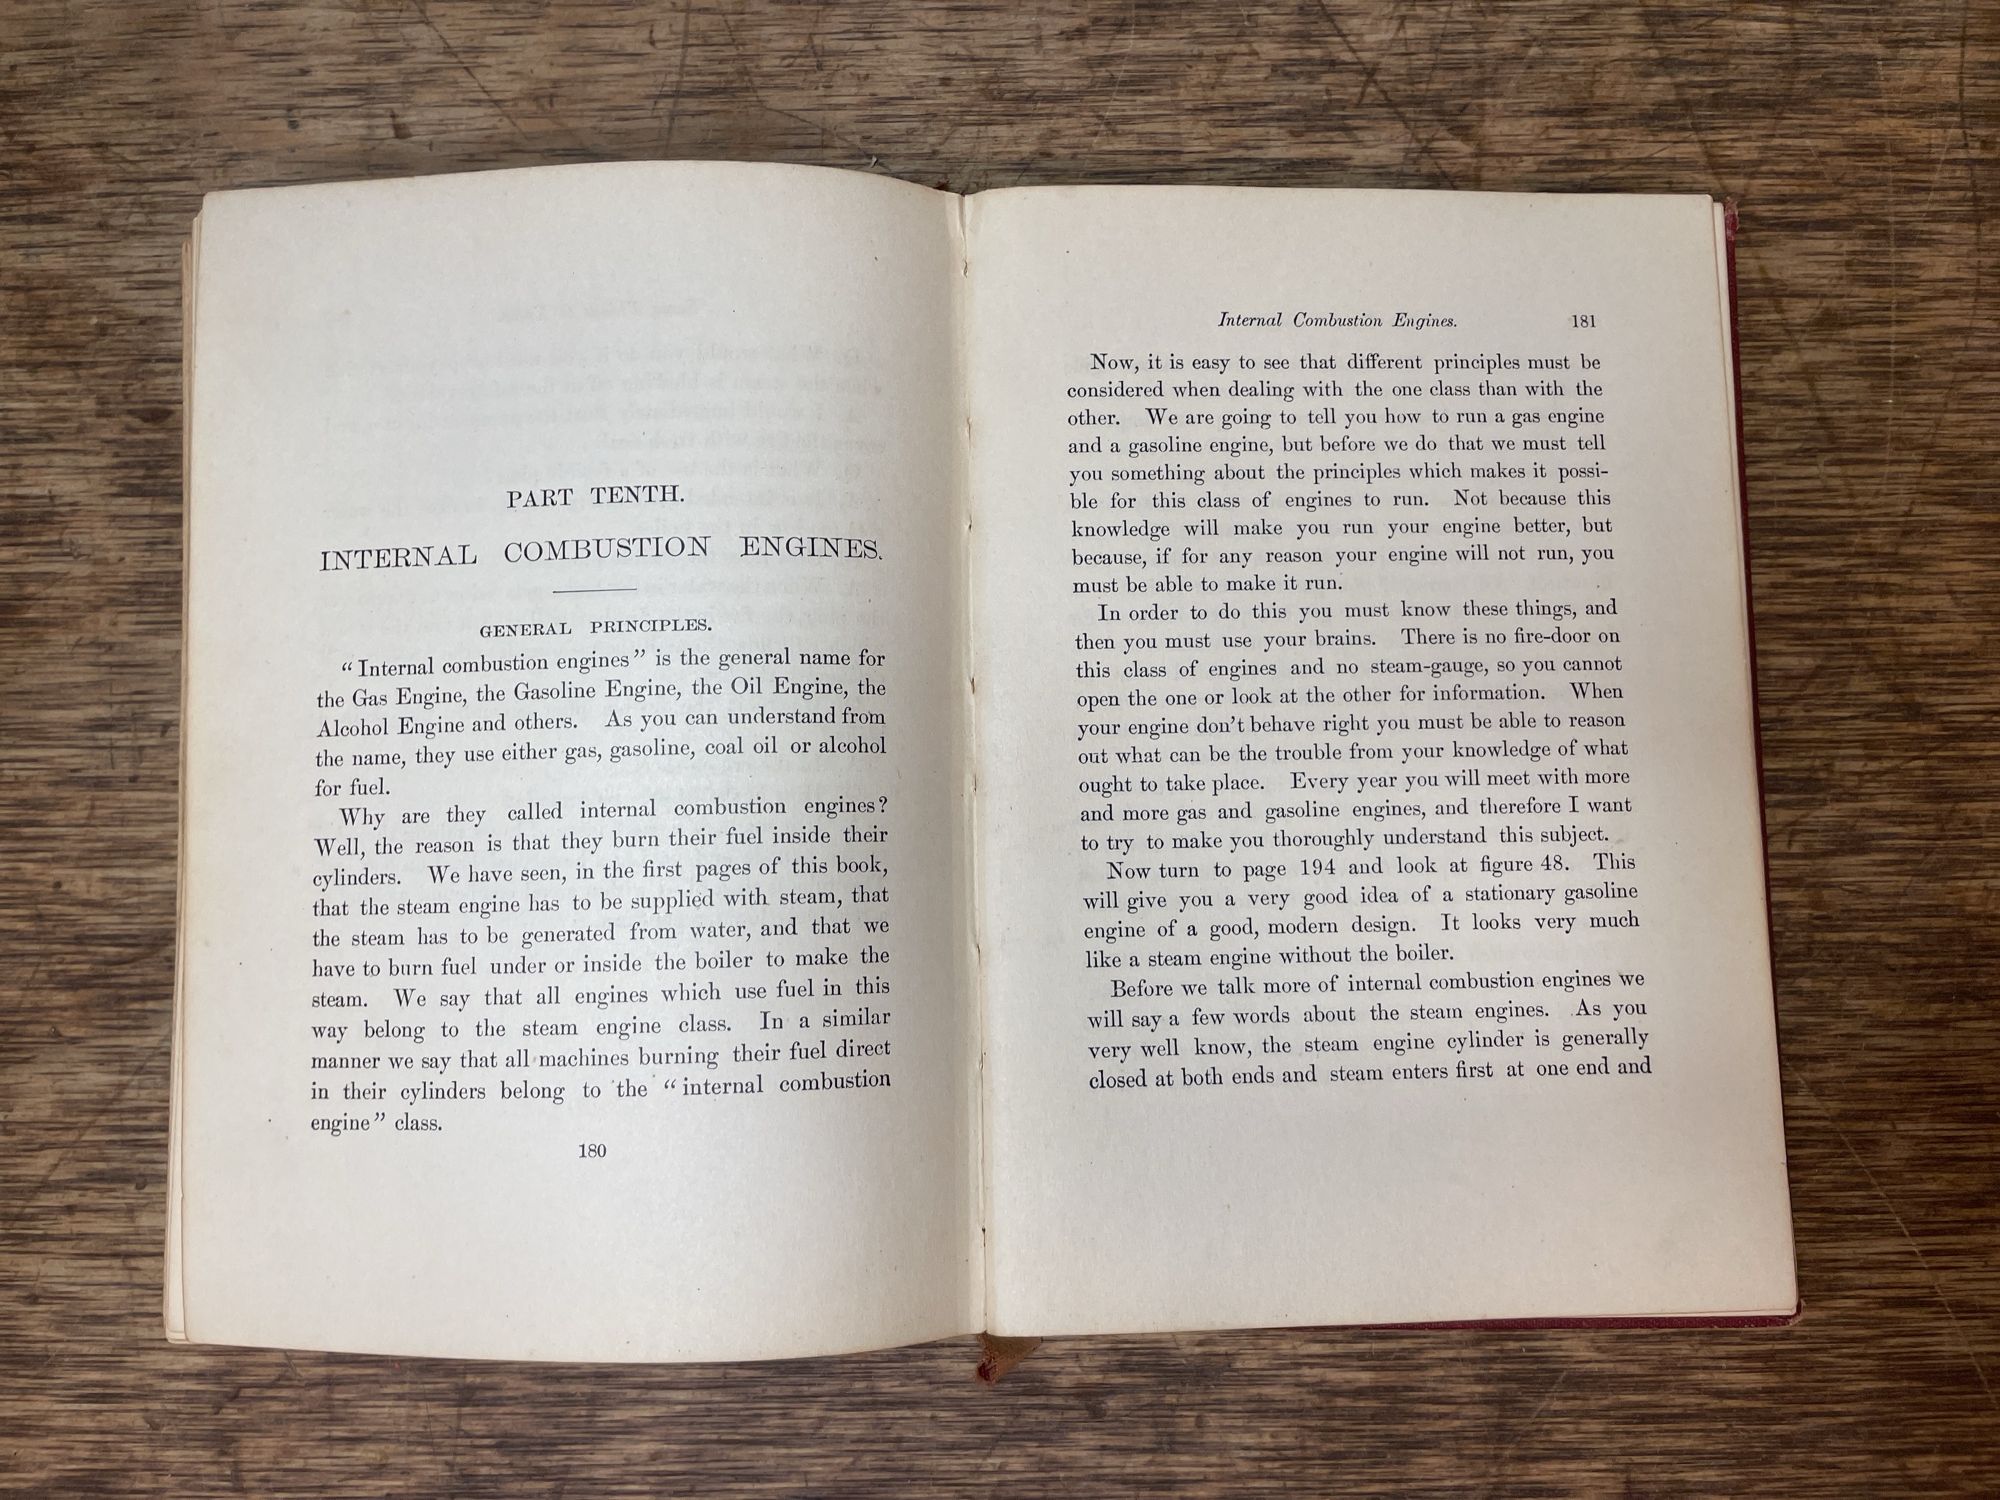 PART TENTH.
INTERNAL COMBUSTION ENGINES.
GENERAL PRINCIPLES.
“Internal combustion engines” is the general name for
the Gas Engine, the Gasoline Engine, the Oil Engine, the
Alcohol Engine and others. As you can understand from
the name, they use either gas, gasoline, coal oil or alcohol
for fuel.
Why are they called internal combustion engines?
Well, the reason is that they burn their fuel inside their
cylinders. We have seen, in the first pages of this book,
that the steam engine has to be supplied with steam, that
the steam has to be generated from water, and that we
have to burn fuel under or inside the boiler to make the
steam. We say that all engines which use fuel in this
way belong to the steam engine class. In a similar
manner we say that all machines burning their fuel direct
in their cylinders belong to the “internal combustion
engine” class.
180
Internal Combustion Engines. 181
Now, it is easy to see that different principles must be
considered when dealing with the one class than with the
other. We are going to tell you how to run a gas engine
and a gasoline engine, but before we do that we must tell
you something about the principles which makes it possi-
ble for this class of engines to run. Not because this
knowledge will make you run your engine better, but
because, if for any reason your engine will not run, you
must be able to make it run.
In order to do this you must know these things, and
then you must use your brains. There is no fire-door on
this class of engines and no steam-gauge, so you cannot
open the one or look at the other for information. When
your engine don’t behave right you must be able to reason
out what can be the trouble from your knowledge of what
ought to take place. Every year you will meet with more
and more gas and gasoline engines, and therefore I want
to try to make you thoroughly understand this subject.
Now turn to page 194 and look at figure 48. This
will give you a very good idea of a stationary gasoline
engine of a good, modern design. It looks very much
like a steam engine without the boiler.
Before we talk more of internal combustion engines we
will say a few words about the steam engines. As you
very well know, the steam engine cylinder is generally
closed at both ends and steam enters first at one end and